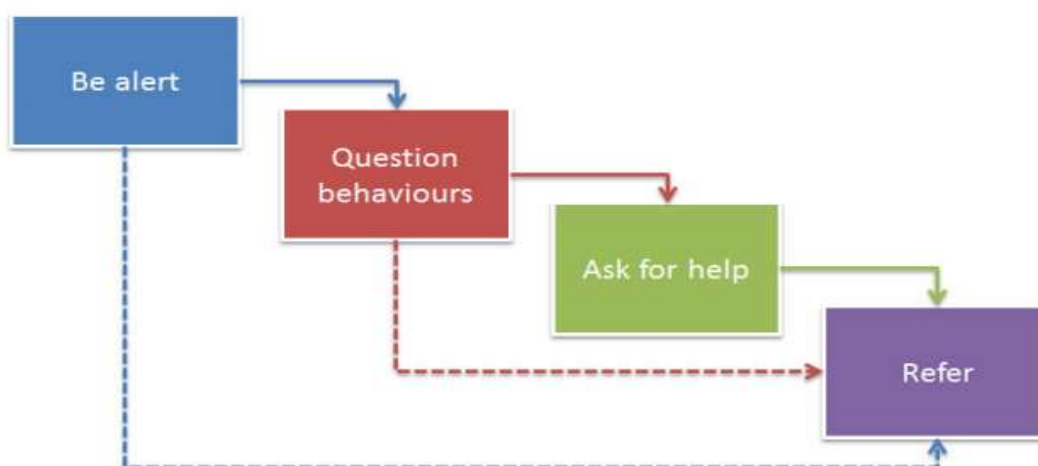 Be alert
Question
behaviours
Ask for help
Refer